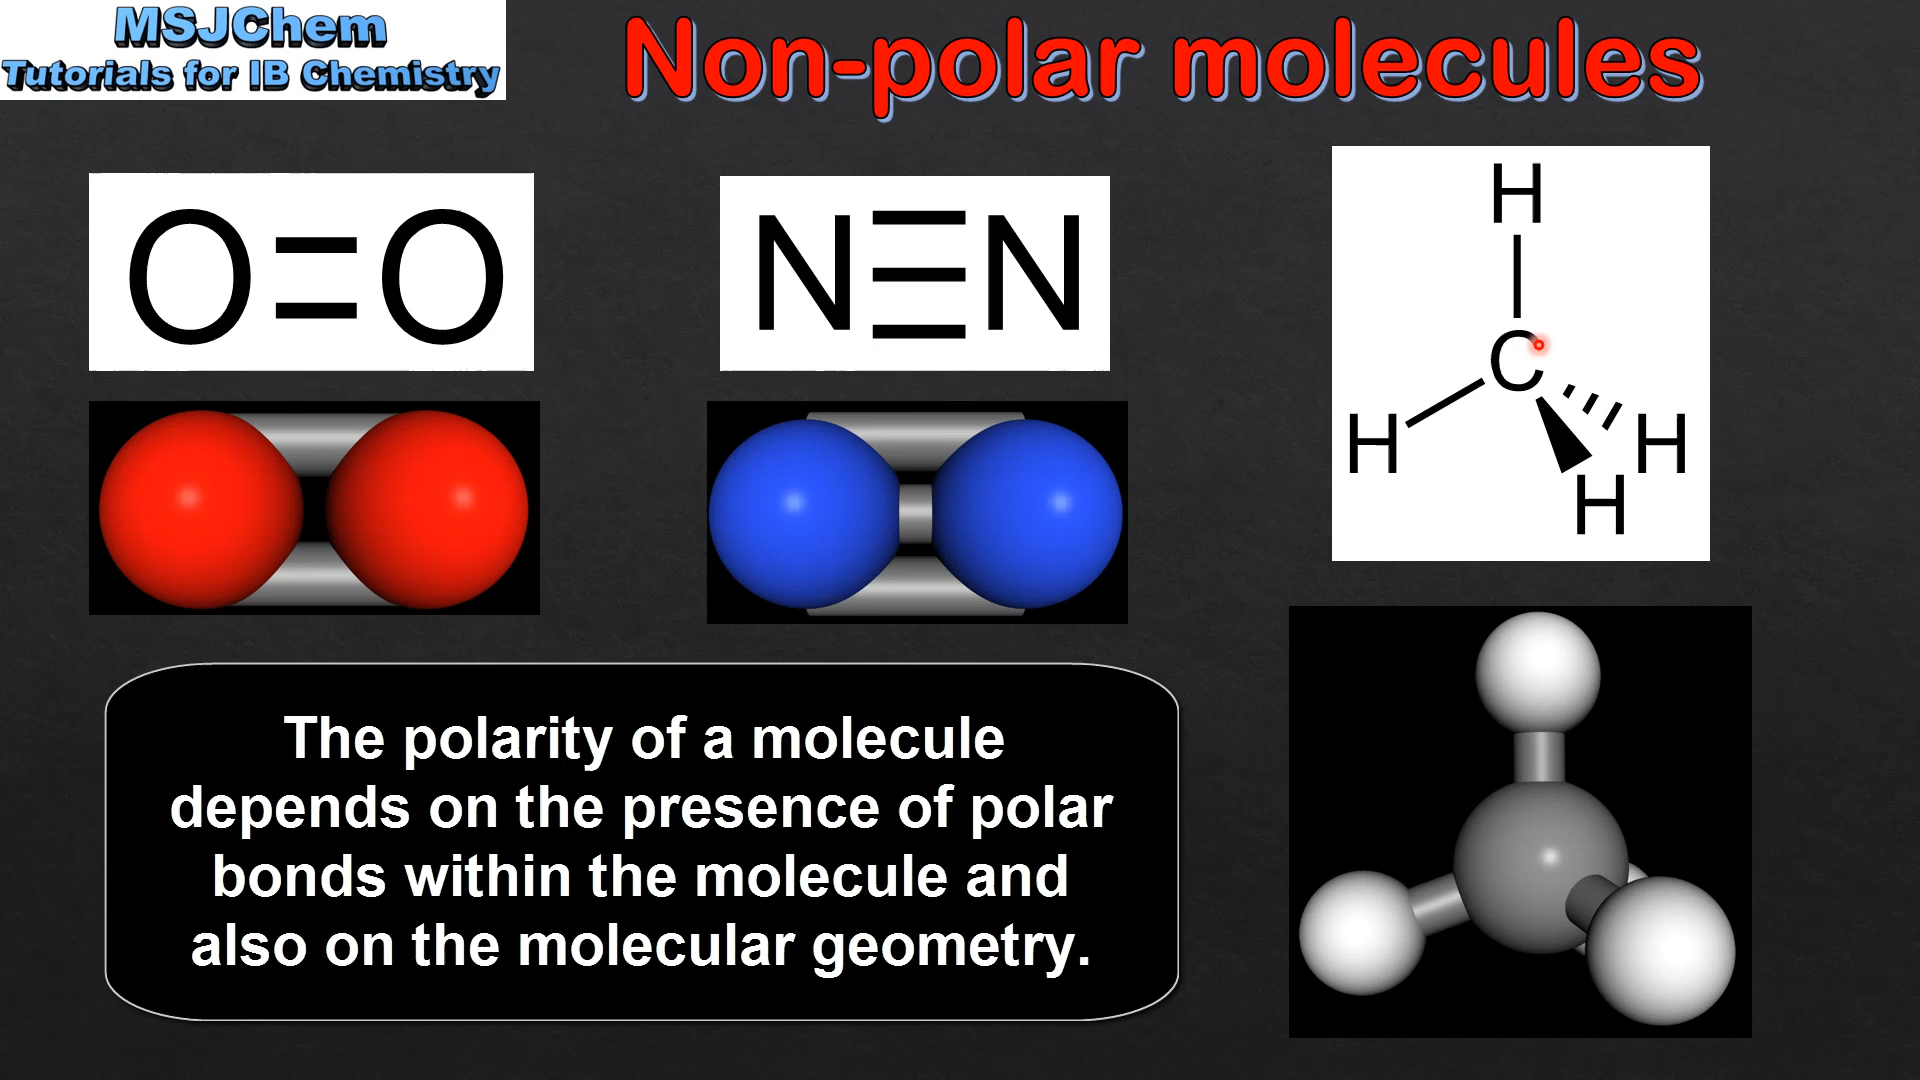 MSJChem
Tutorials for IB Chemistry
Non-polar molecules
O=O
N≡N
H
C
H
H
H
The polarity of a molecule
depends on the presence of polar
bonds within the molecule and
also on the molecular geometry.